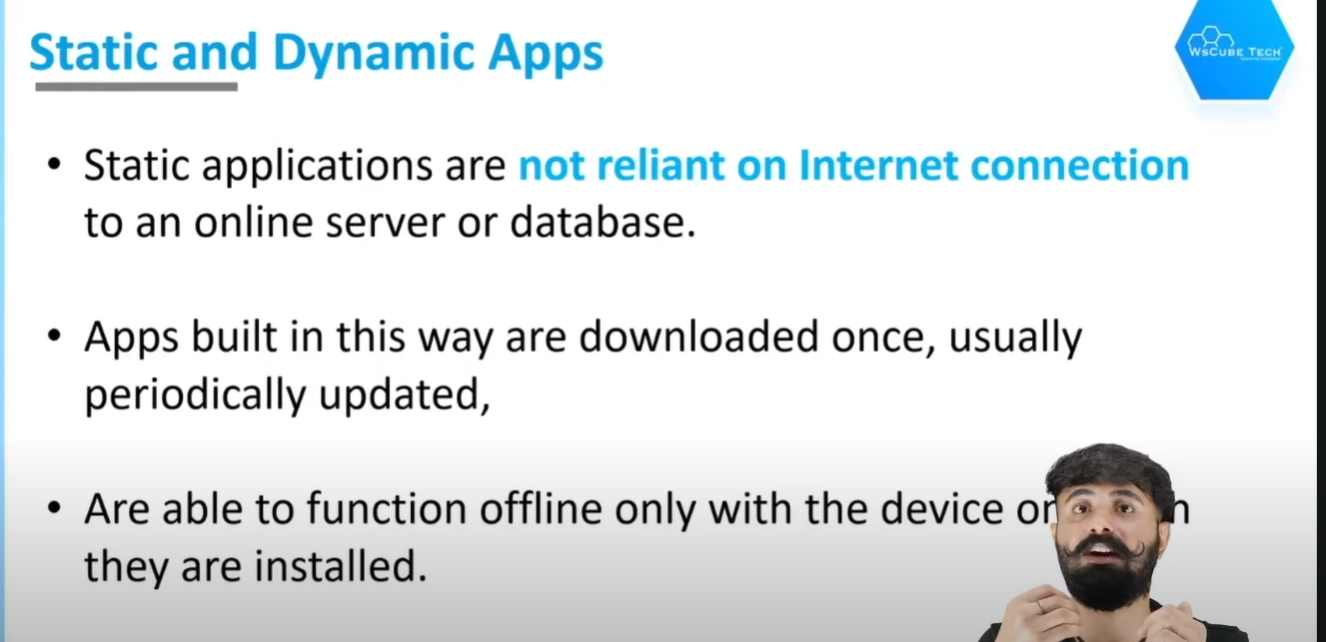 Static and Dynamic Apps
WsCube Tech
• Static applications are not reliant on Internet connection
to an online server or database.
• Apps built in this way are downloaded once, usually
periodically updated,
• Are able to function offline only with the device
they are installed.